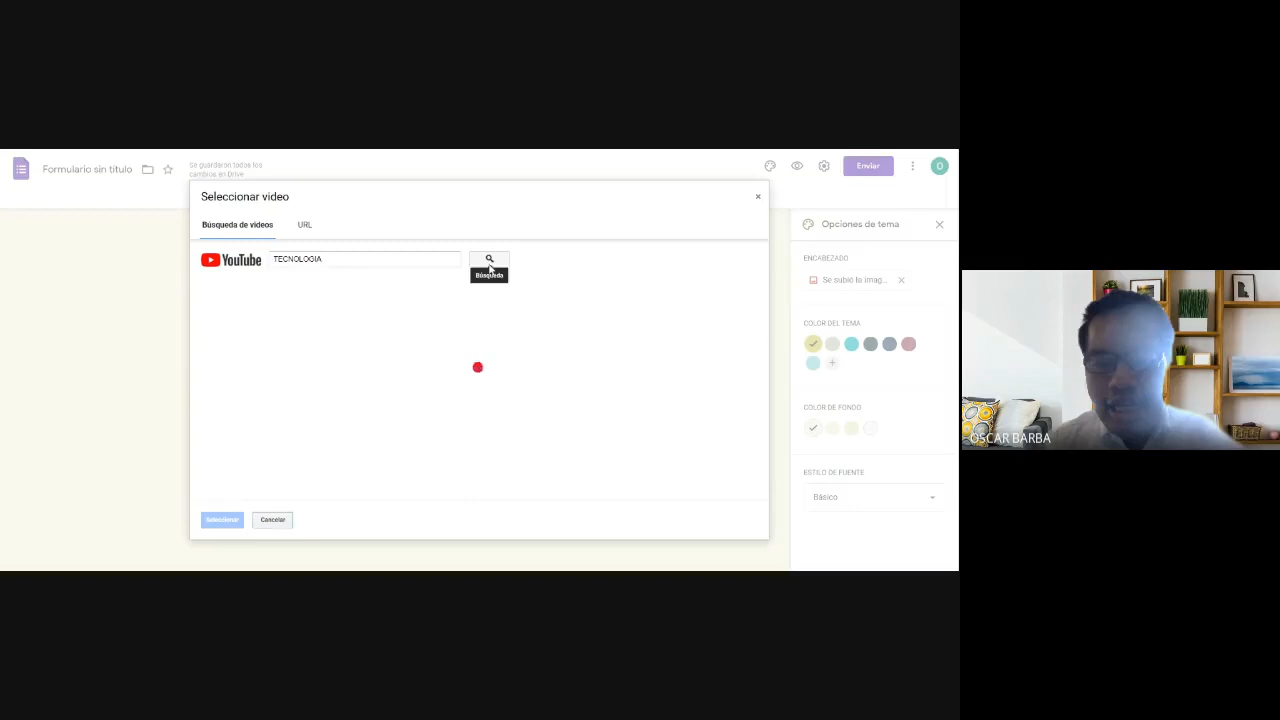 Formulario sin título
Se guardaron todos los
cambios en Drive
Enviar
O
Seleccionar video
×
Búsqueda de videos
URL
Opciones de tema
YouTube
TECNOLOGIA
Búsqueda
ENCABEZADO
Se subió la imag...
COLOR DEL TEMA
COLOR DE FONDO
OSCAR BARBA
ESTILO DE FUENTE
Básico
Seleccionar
Cancelar